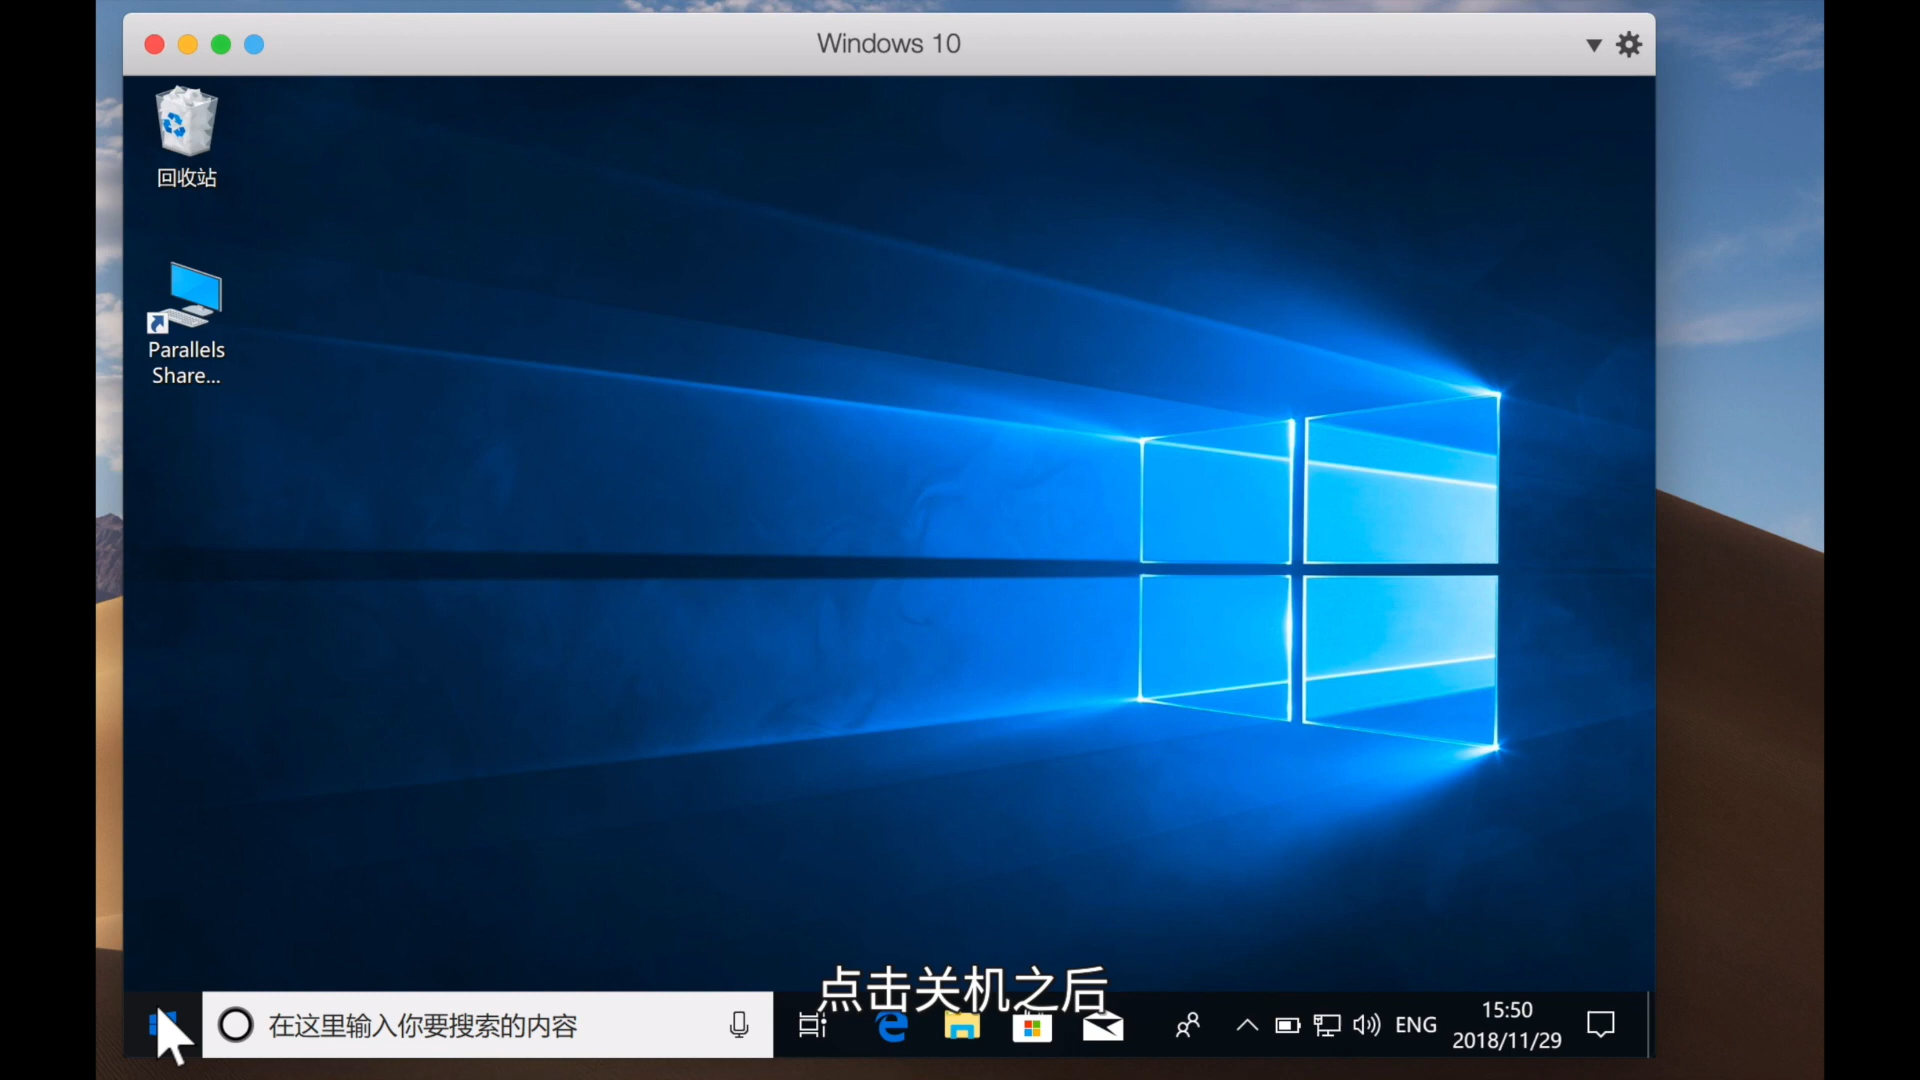 Windows 10
回收站
Parallels
Share...
点击关机之后
在这里输入你要搜索的内容
ENG
15:50
2018/11/29